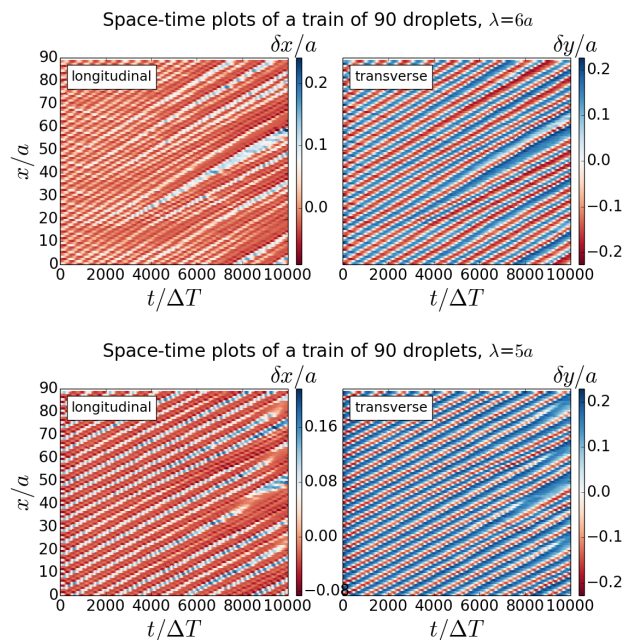 Space-time plots of a train of 90 droplets, λ=6a
δx/a
δy/a
longitudinal
transverse
90
80
70
60
50
40
30
20
10
0
x/a
0.2
0.1
0.0
0.2
0.1
0.0
−0.1
−0.2
0 2000 4000 6000 8000 10000
0 2000 4000 6000 8000 10000
t/ΔT
t/ΔT
Space-time plots of a train of 90 droplets, λ=5a
δx/a
δy/a
longitudinal
transverse
90
80
70
60
50
40
30
20
10
0
x/a
0.16
0.08
0.00
−0.08
0.2
0.1
0.0
−0.1
−0.2
0 2000 4000 6000 8000 10000
0 2000 4000 6000 8000 10000
t/ΔT
t/ΔT